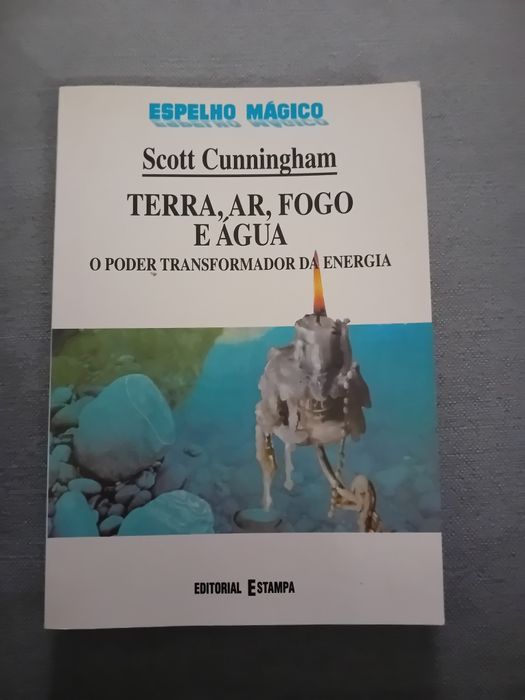 ESPELHO MÁGICO
Scott Cunningham
TERRA, AR, FOGO
E ÁGUA
O PODER TRANSFORMADOR DA ENERGIA
EDITORIAL ESTAMPA